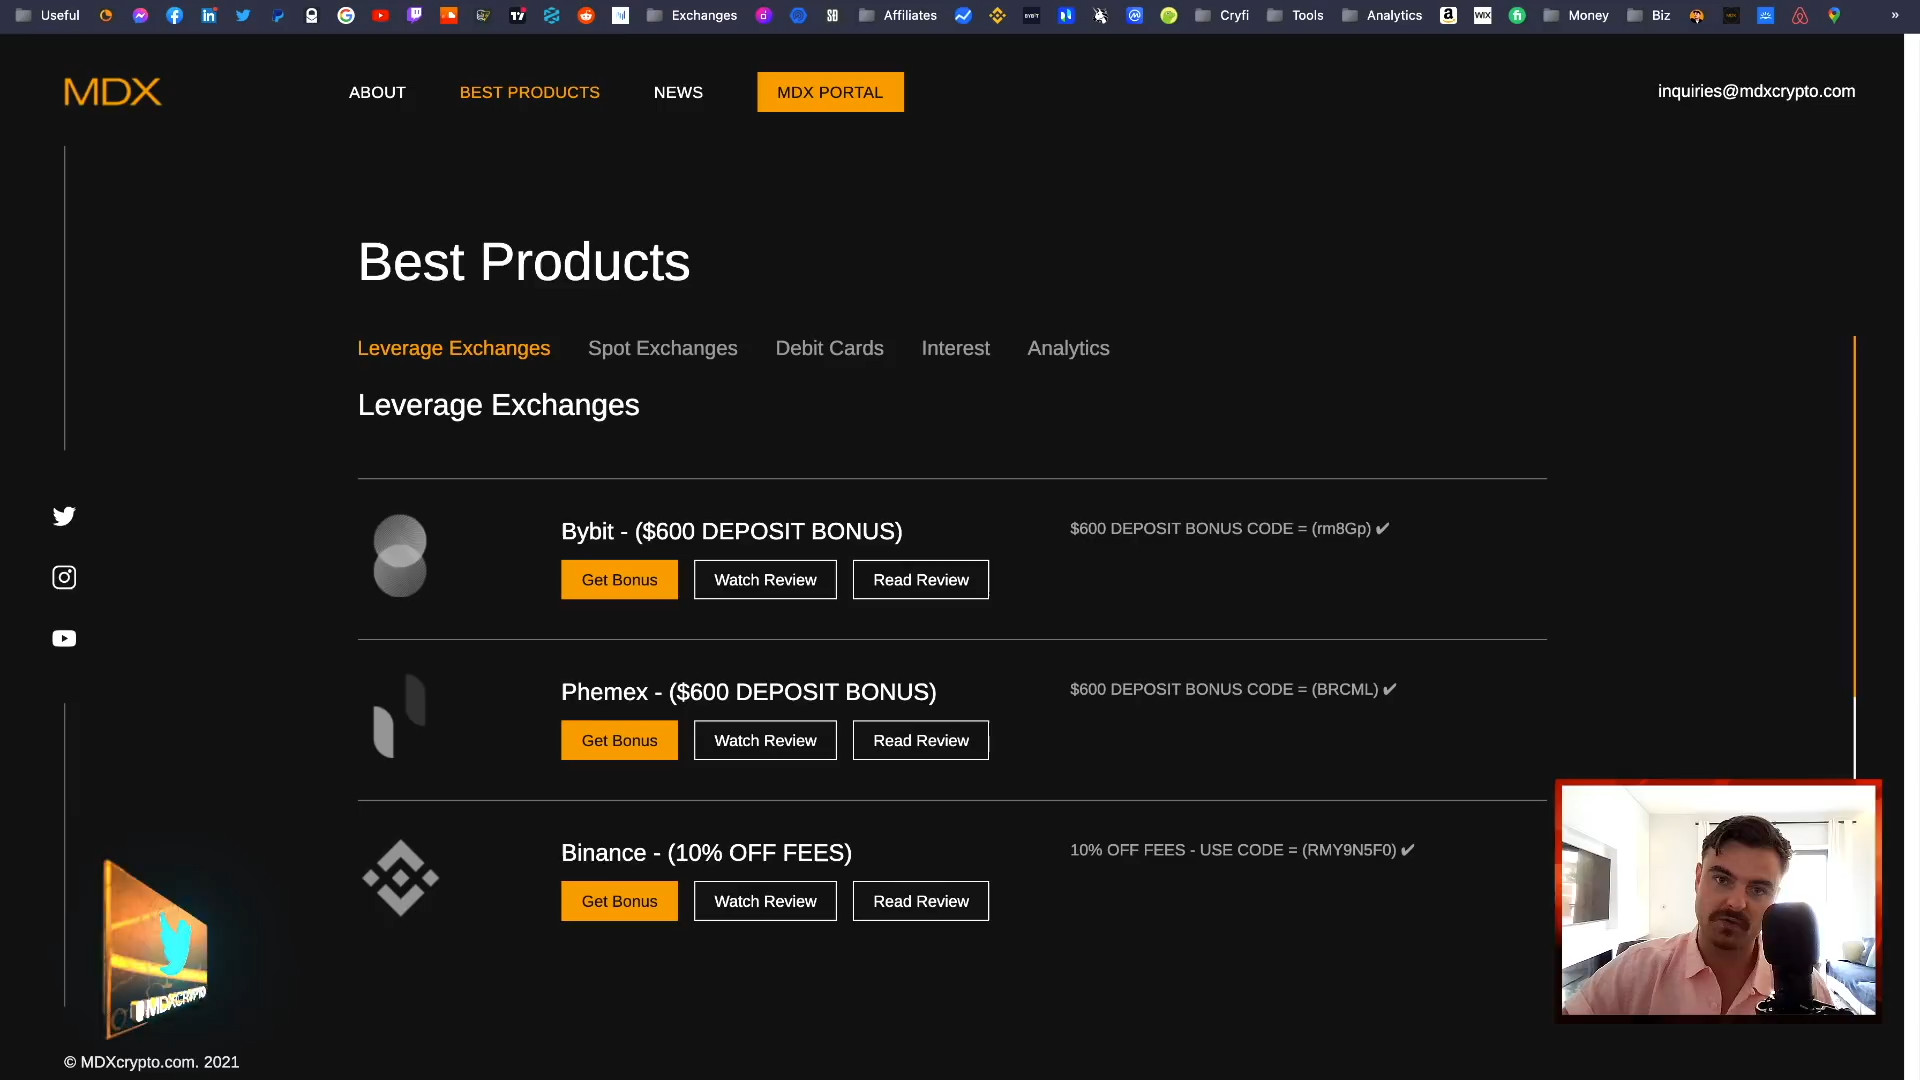 Useful
Exchanges
Affiliates
Cryfi
Tools
Analytics
Money
Biz
»
MDX
ABOUT
BEST PRODUCTS
NEWS
MDX PORTAL
inquiries@mdxcrypto.com
Best Products
Leverage Exchanges
Spot Exchanges
Debit Cards
Interest
Analytics
Leverage Exchanges
Bybit - ($600 DEPOSIT BONUS)
$600 DEPOSIT BONUS CODE = (rm8Gp) ✔
Get Bonus
Watch Review
Read Review
Phemex - ($600 DEPOSIT BONUS)
$600 DEPOSIT BONUS CODE = (BRCML) ✔
Get Bonus
Watch Review
Read Review
Binance - (10% OFF FEES)
10% OFF FEES - USE CODE = (RMY9N5F0) ✔
Get Bonus
Watch Review
Read Review
© MDXcrypto.com. 2021